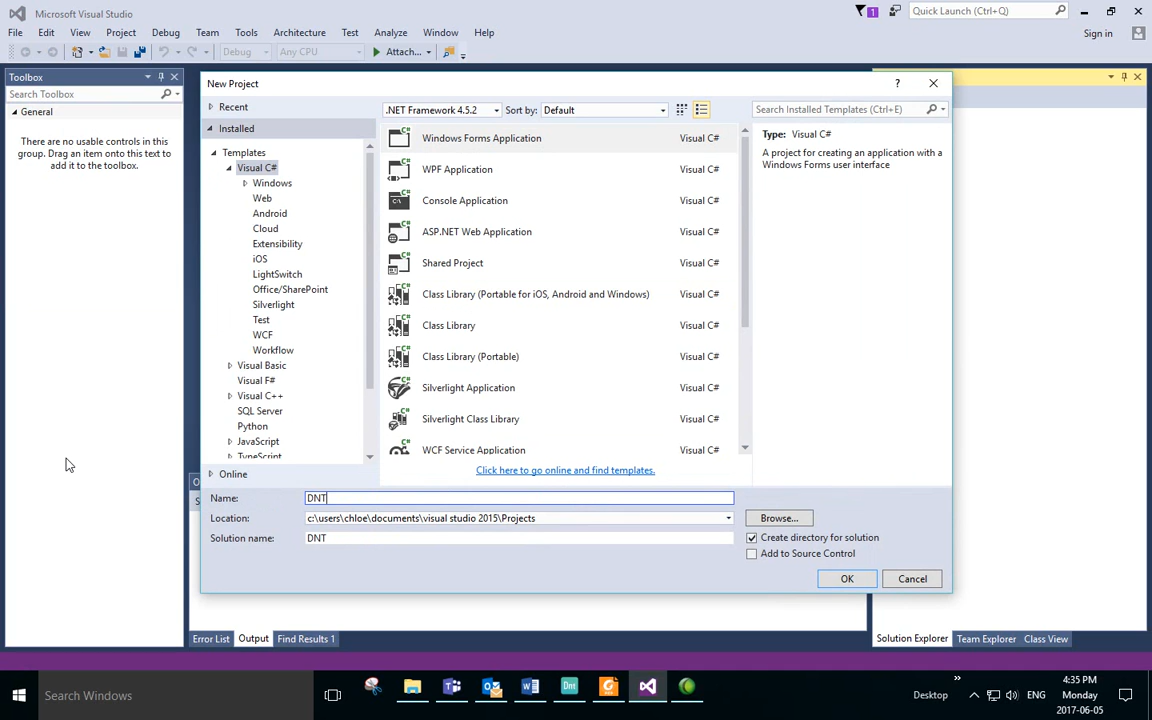 Microsoft Visual Studio
1
Quick Launch (Ctrl+Q)
File Edit View Project Debug Team Tools Architecture Test Analyze Window Help
Sign in
Debug Any CPU Attach...
Toolbox
Search Toolbox
General
There are no usable controls in this
group. Drag an item onto this text to
add it to the toolbox.
New Project
?
Recent
.NET Framework 4.5.2 Sort by: Default
Search Installed Templates (Ctrl+E)
Installed
Templates
Visual C#
Windows
Web
Android
Cloud
Extensibility
iOS
LightSwitch
Office/SharePoint
Silverlight
Test
WCF
Workflow
Visual Basic
Visual F#
Visual C++
SQL Server
Python
JavaScript
TypeScript
Online
Windows Forms Application Visual C#
WPF Application Visual C#
Console Application Visual C#
ASP.NET Web Application Visual C#
Shared Project Visual C#
Class Library (Portable for iOS, Android and Windows) Visual C#
Class Library Visual C#
Class Library (Portable) Visual C#
Silverlight Application Visual C#
Silverlight Class Library Visual C#
WCF Service Application Visual C#
Click here to go online and find templates.
Type: Visual C#
A project for creating an application with a
Windows Forms user interface
Name: DNT
Location: c:\users\chloe\documents\visual studio 2015\Projects
Browse...
Solution name: DNT
Create directory for solution
Add to Source Control
OK Cancel
Error List Output Find Results 1
Solution Explorer Team Explorer Class View
Search Windows
Dnt
Desktop
ENG
4:35 PM
Monday
2017-06-05